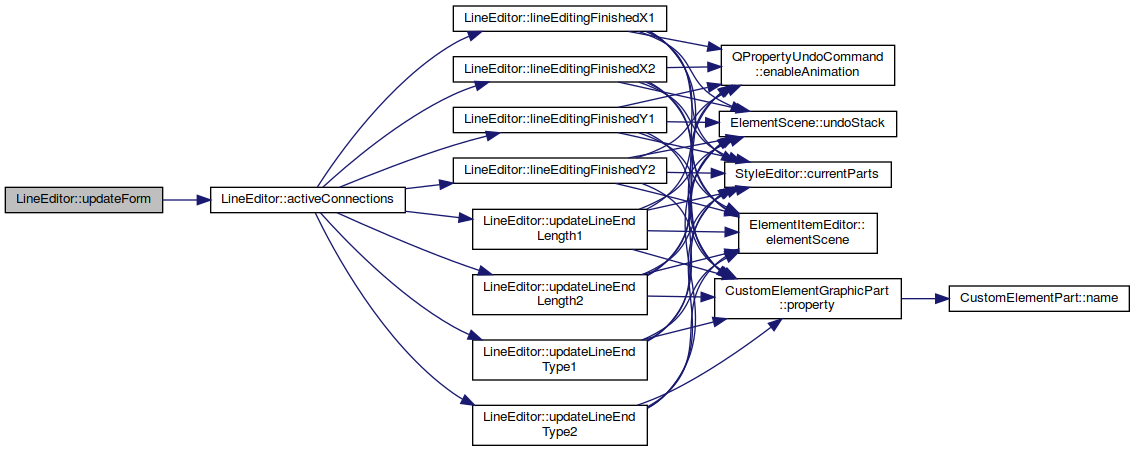 LineEditor::updateForm
LineEditor::activeConnections
LineEditor::lineEditingFinishedX1
LineEditor::lineEditingFinishedX2
LineEditor::lineEditingFinishedY1
LineEditor::lineEditingFinishedY2
LineEditor::updateLineEnd
Length1
LineEditor::updateLineEnd
Length2
LineEditor::updateLineEnd
Type1
LineEditor::updateLineEnd
Type2
QPropertyUndoCommand
::enableAnimation
ElementScene::undoStack
StyleEditor::currentParts
ElementItemEditor::
elementScene
CustomElementGraphicPart
::property
CustomElementPart::name